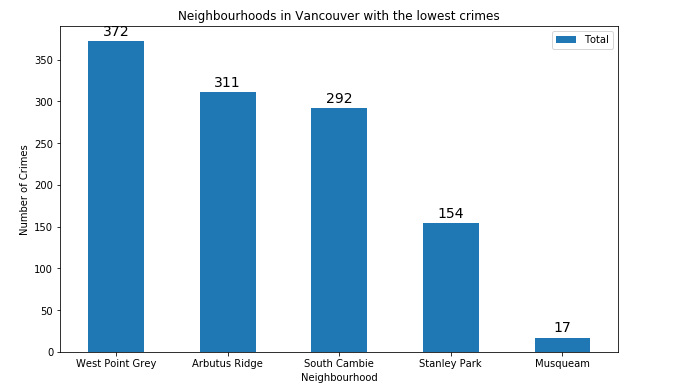 Neighbourhoods in Vancouver with the lowest crimes
Total
372
311
292
154
17
Number of Crimes
350
300
250
200
150
100
50
0
West Point Grey
Arbutus Ridge
South Cambie
Stanley Park
Musqueam
Neighbourhood